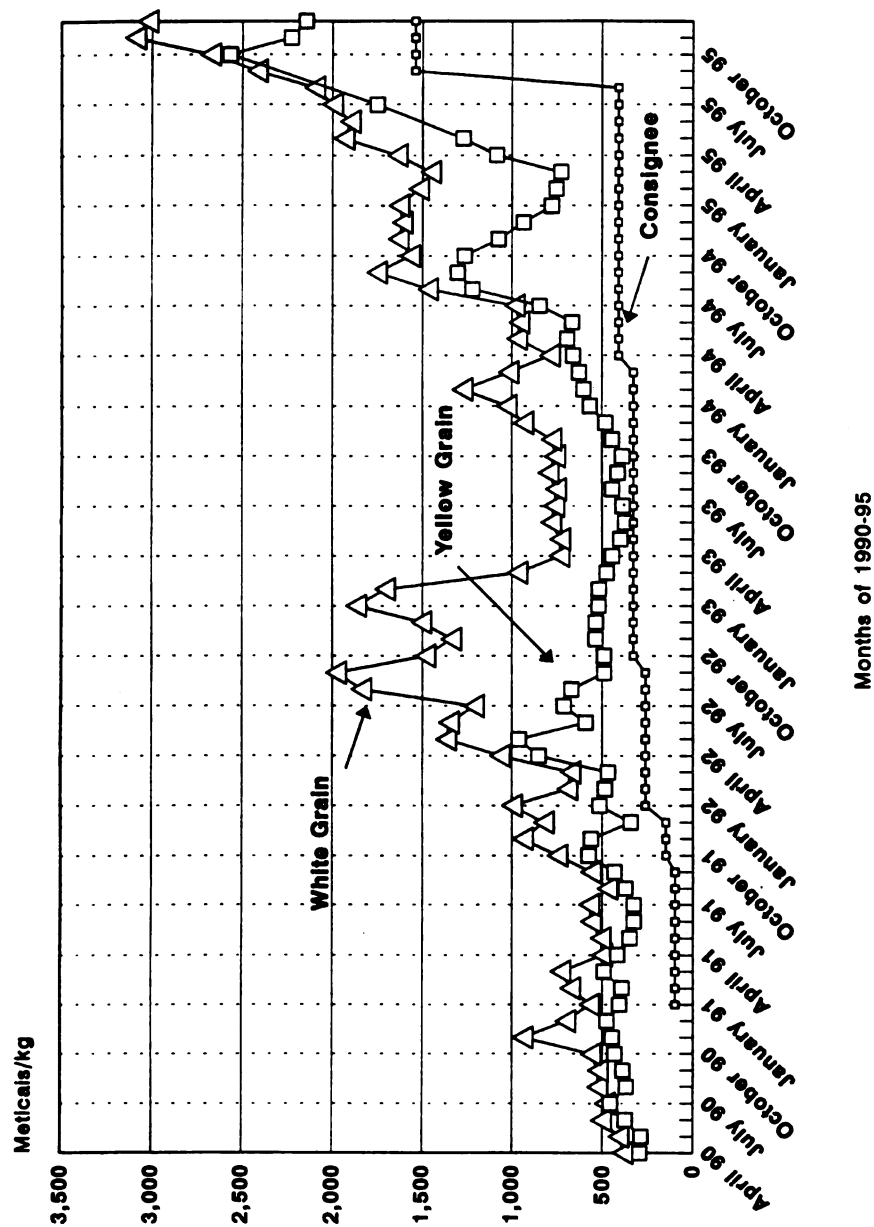 Meticais/kg
3,500
3,000
2,500
2,000
1,500
1,000
500
0
White Grain
Yellow Grain
Consignee
April 90
July 90
October 90
January 91
April 91
July 91
October 91
January 92
April 92
July 92
October 92
January 93
April 93
July 93
October 93
January 94
April 94
July 94
October 94
January 95
April 95
July 95
October 95
Months of 1990-95